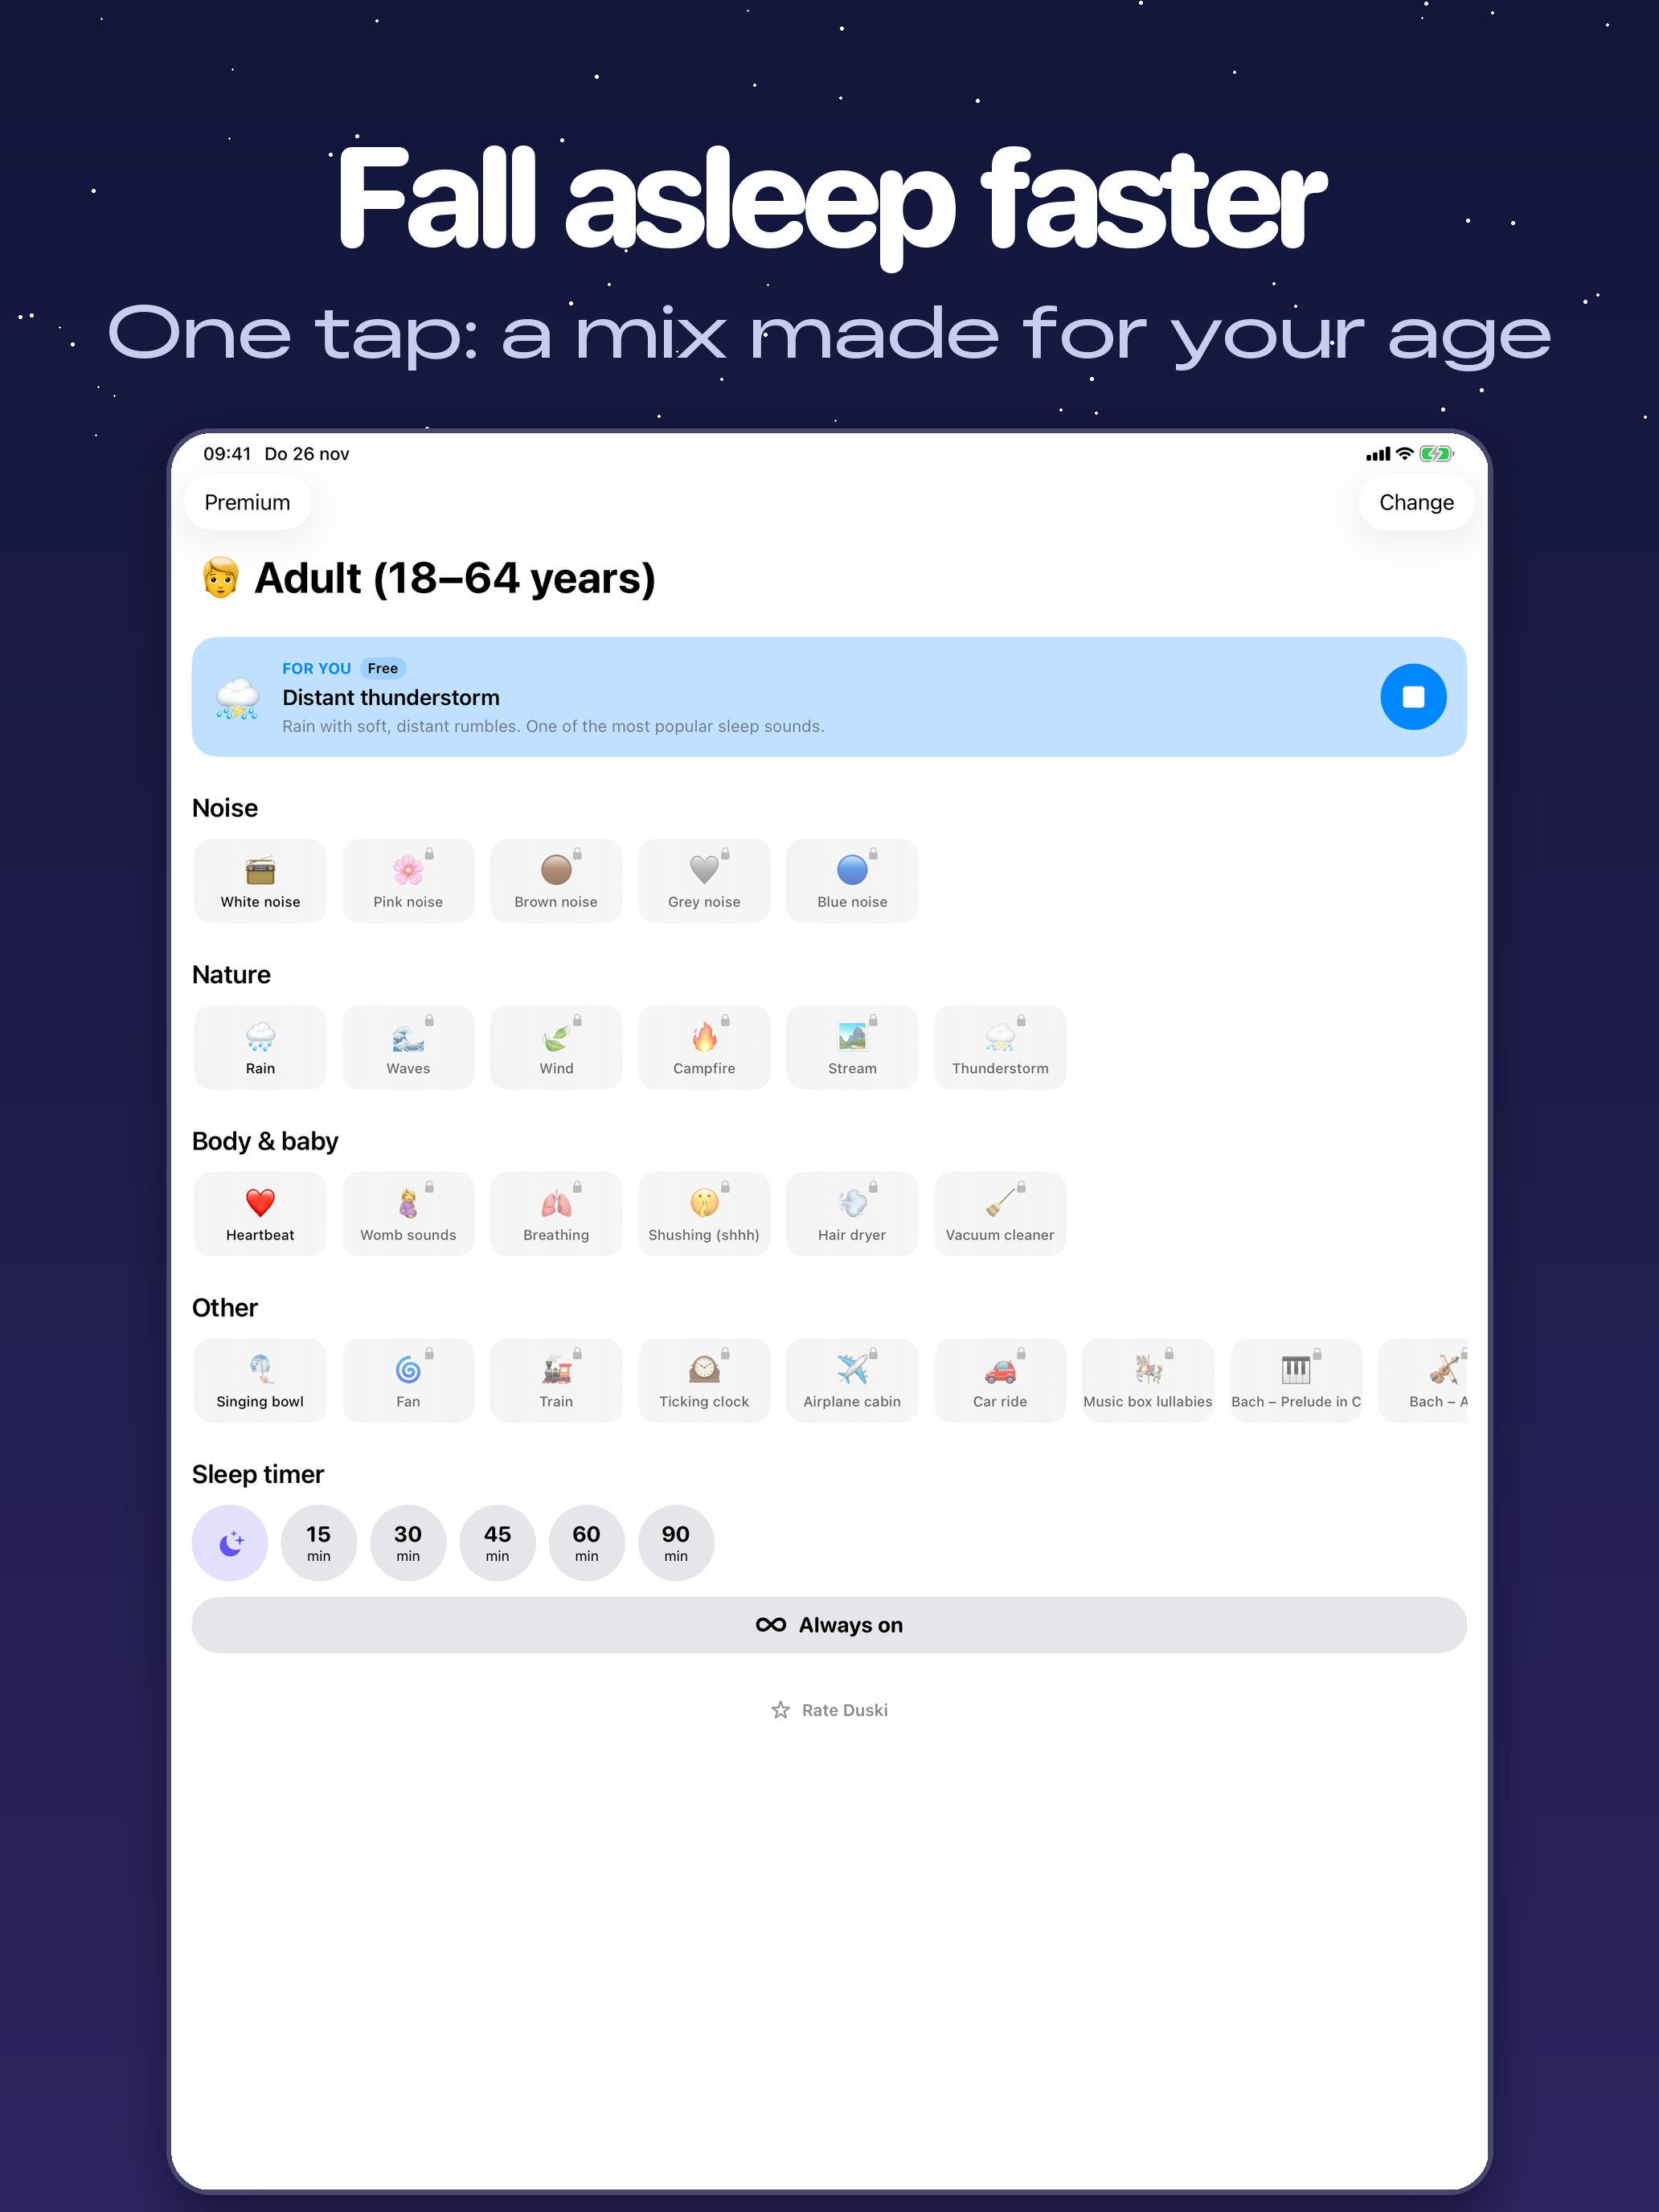 Fall asleep faster
One tap: a mix made for your age
09:41 Do 26 nov
Premium
Change
Adult (18–64 years)
FOR YOU Free
Distant thunderstorm
Rain with soft, distant rumbles. One of the most popular sleep sounds.
Noise
White noise
Pink noise
Brown noise
Grey noise
Blue noise
Nature
Rain
Waves
Wind
Campfire
Stream
Thunderstorm
Body & baby
Heartbeat
Womb sounds
Breathing
Shushing (shhh)
Hair dryer
Vacuum cleaner
Other
Singing bowl
Fan
Train
Ticking clock
Airplane cabin
Car ride
Music box lullabies
Bach – Prelude in C
Bach – A
Sleep timer
15 min
30 min
45 min
60 min
90 min
Always on
Rate Duski